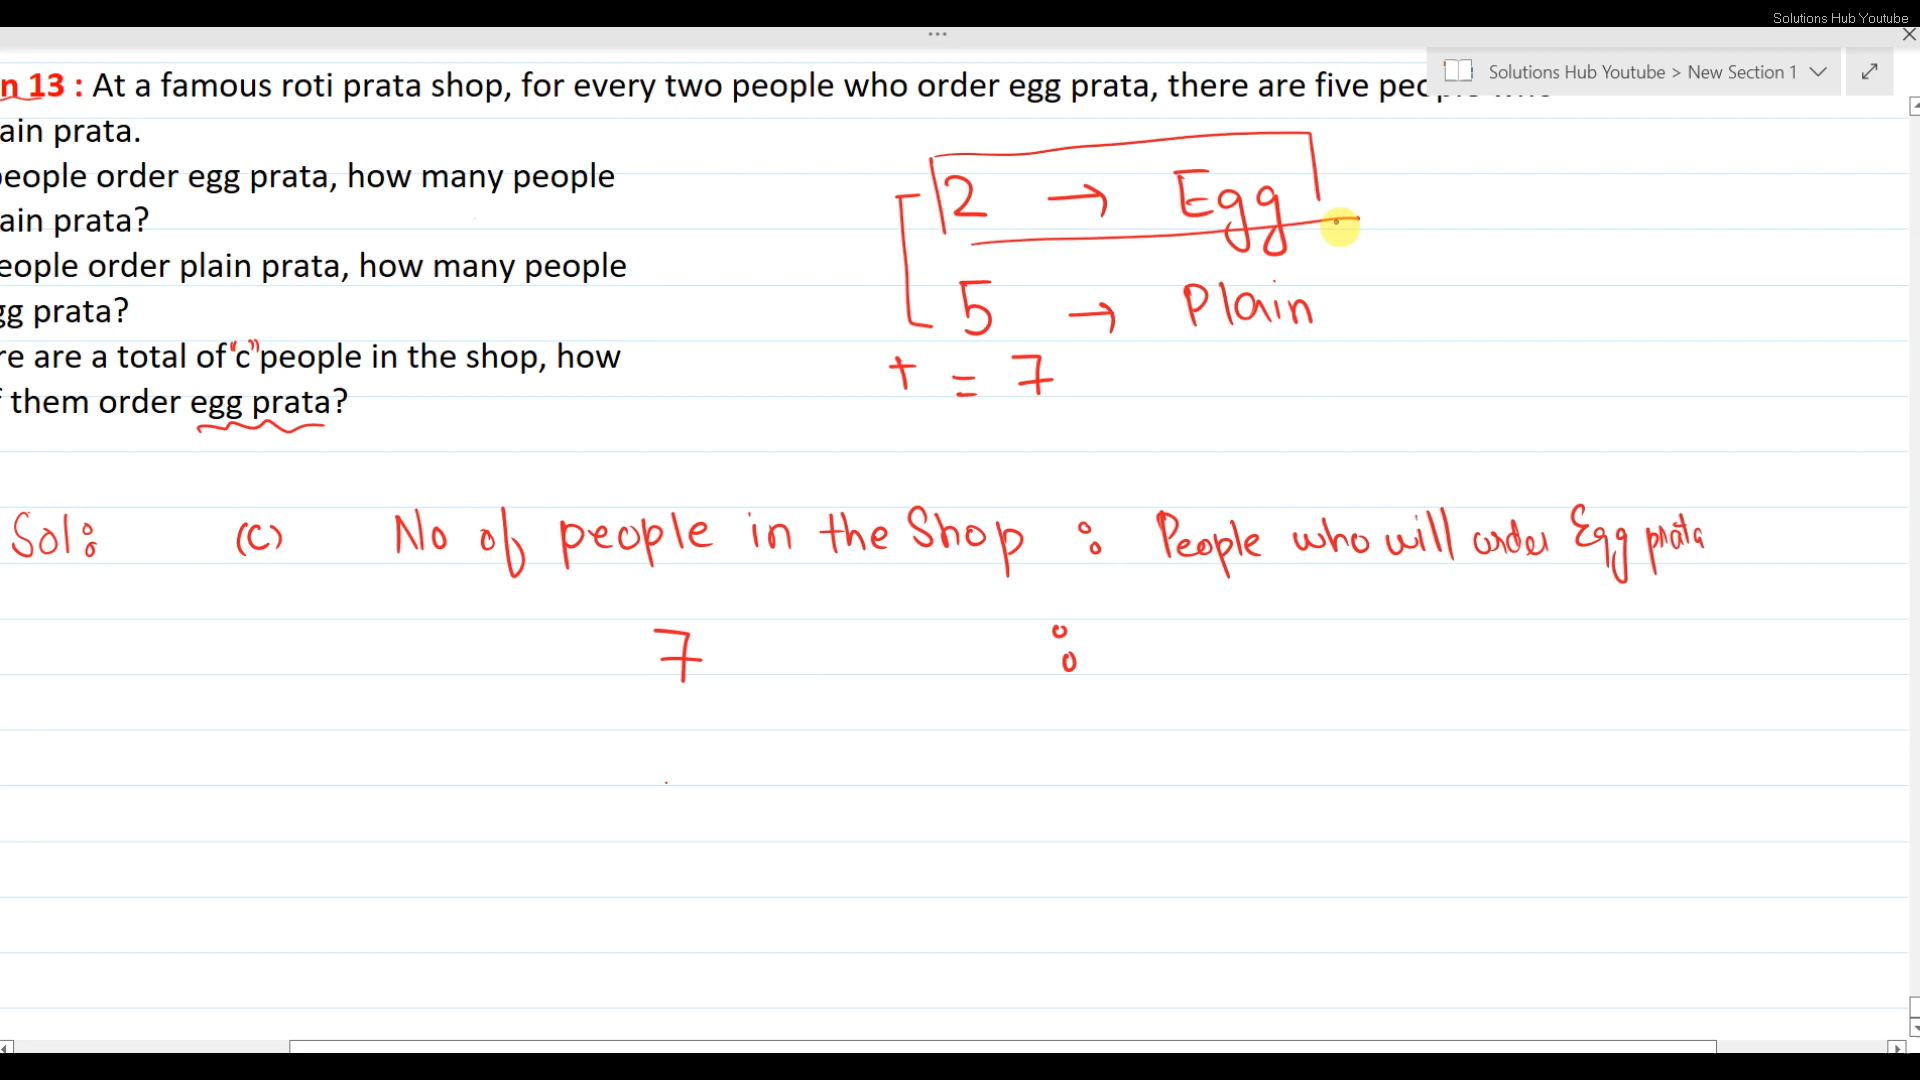 Solutions Hub Youtube
Solutions Hub Youtube > New Section 1
n 13 : At a famous roti prata shop, for every two people who order egg prata, there are five
ain prata.
people order egg prata, how many people
ain prata?
eople order plain prata, how many people
gg prata?
re are a total of "c" people in the shop, how
f them order egg prata?
2 → Egg
5 → Plain
+ = 7
Sol: (c) No of people in the Shop : People who will order Egg prata
7 :